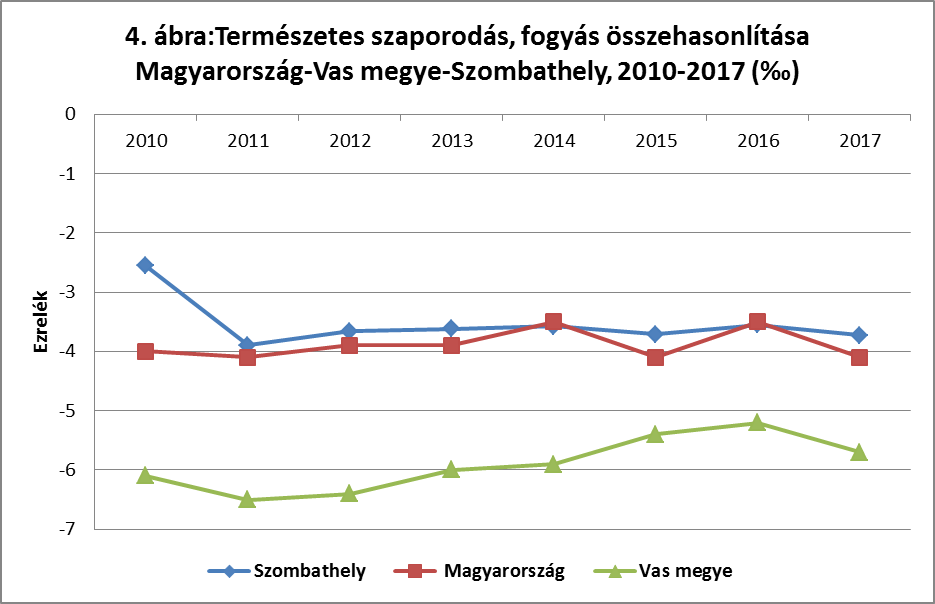 4. ábra:Természetes szaporodás, fogyás összehasonlítása
Magyarország-Vas megye-Szombathely, 2010-2017 (‰)
0
2010 2011 2012 2013 2014 2015 2016 2017
-1
-2
-3
-4
-5
-6
-7
Ezrelék
Szombathely Magyarország Vas megye